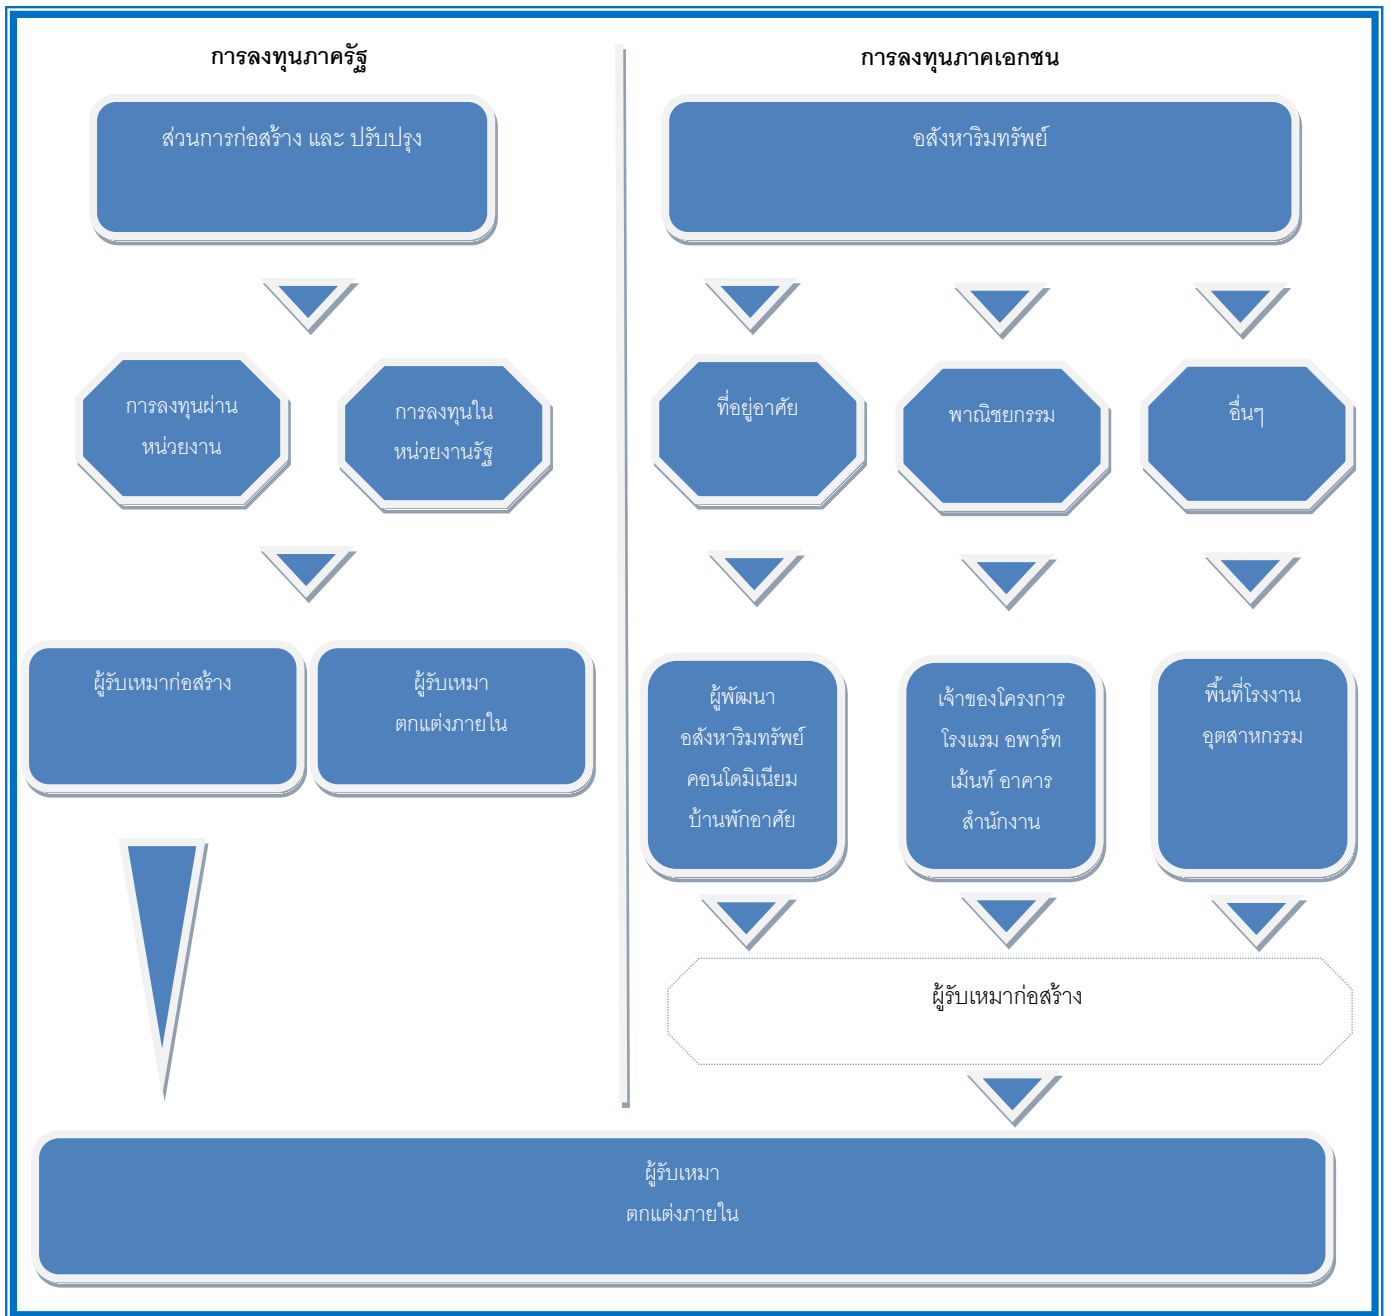 การลงทุนภาครัฐ
ส่วนการก่อสร้าง และ ปรับปรุง
การลงทุนผ่าน
หน่วยงาน
การลงทุนใน
หน่วยงานรัฐ
ผู้รับเหมาก่อสร้าง
ผู้รับเหมา
ตกแต่งภายใน
การลงทุนภาคเอกชน
อสังหาริมทรัพย์
ที่อยู่อาศัย
พาณิชยกรรม
อื่นๆ
ผู้พัฒนา
อสังหาริมทรัพย์
คอนโดมิเนียม
บ้านพักอาศัย
เจ้าของโครงการ
โรงแรม อพาร์ท
เม้นท์ อาคาร
สำนักงาน
พื้นที่โรงงาน
อุตสาหกรรม
ผู้รับเหมาก่อสร้าง
ผู้รับเหมา
ตกแต่งภายใน